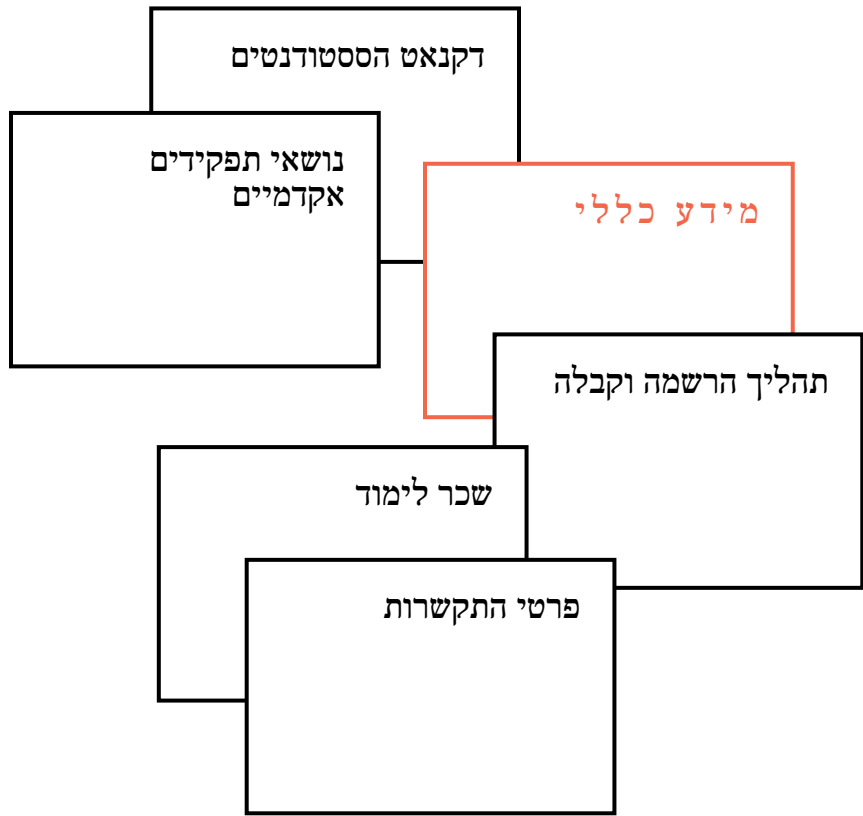 דקנאט הססטודנטים
נושאי תפקידים
אקדמיים
מידע כללי
תהליך הרשמה וקבלה
שכר לימוד
פרטי התקשרות